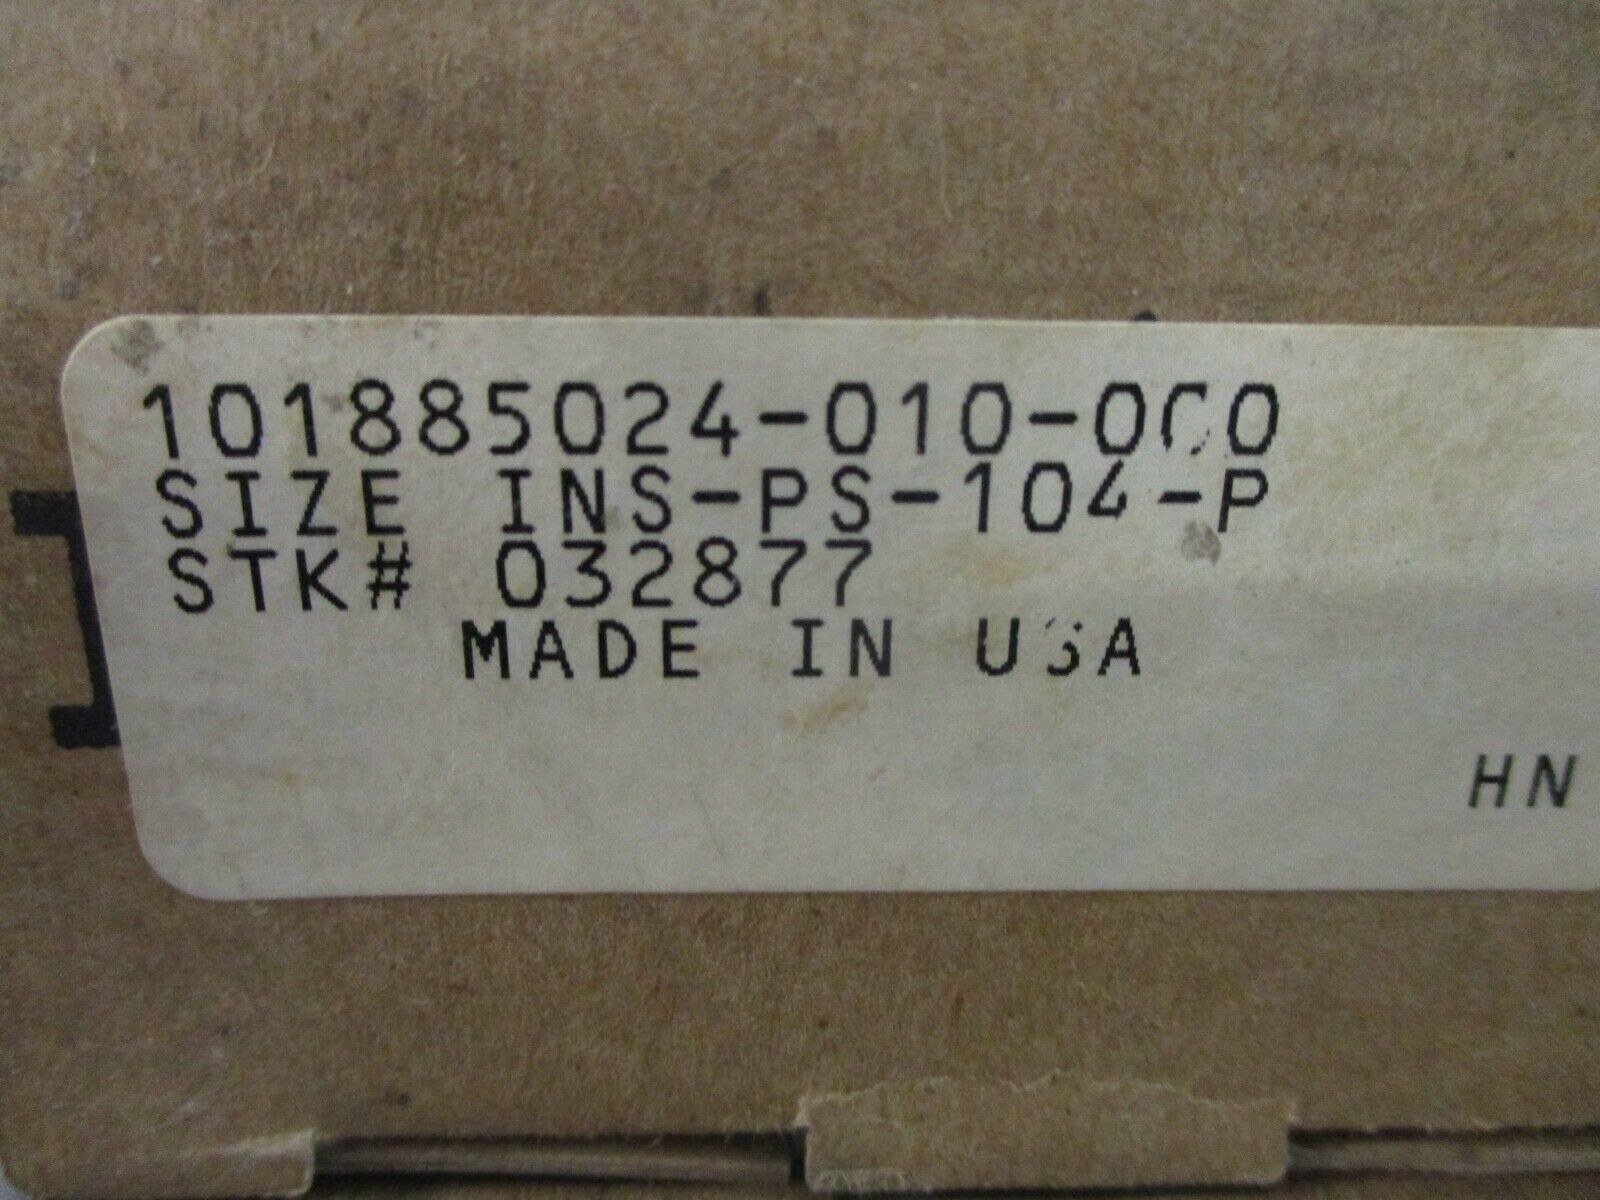 101885024-010-000
SIZE INS-PS-104-P
STK# 032877
MADE IN USA
HN